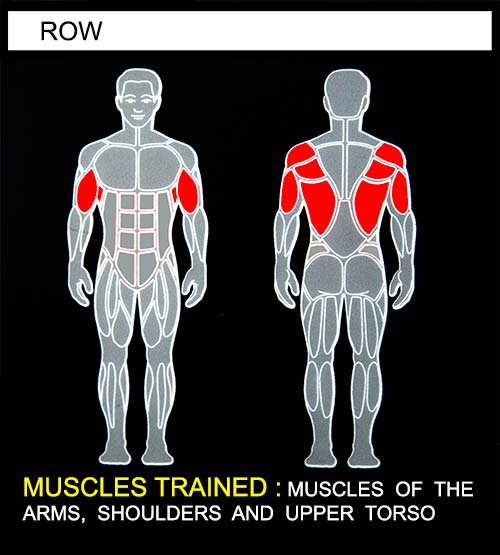 ROW
MUSCLES TRAINED : MUSCLES OF THE
ARMS, SHOULDERS AND UPPER TORSO